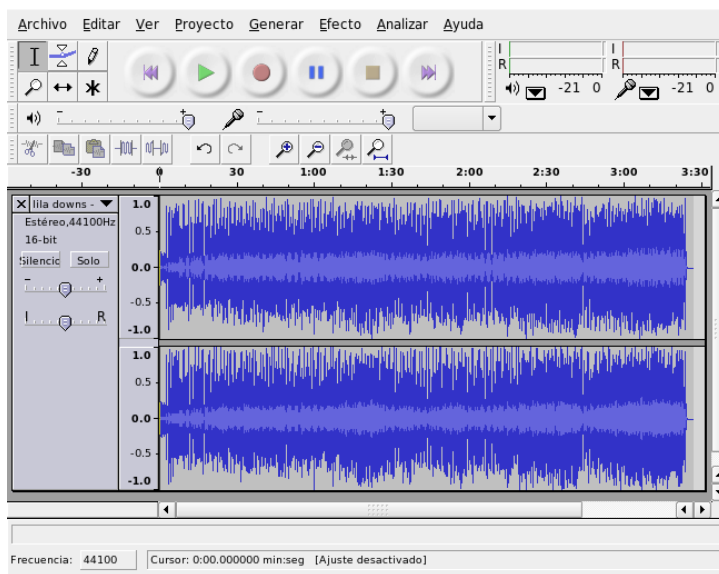 Archivo Editar Ver Proyecto Generar Efecto Analizar Ayuda
I I
R R
-21 0 -21 0
- + - +
-30 0 30 1:00 1:30 2:00 2:30 3:00 3:30
X lila downs -
Estéreo,44100Hz
16-bit
Silencio Solo
- +
I R
1.0
0.5
0.0
-0.5
-1.0
1.0
0.5
0.0
-0.5
-1.0
Frecuencia: 44100 Cursor: 0:00.000000 min:seg [Ajuste desactivado]